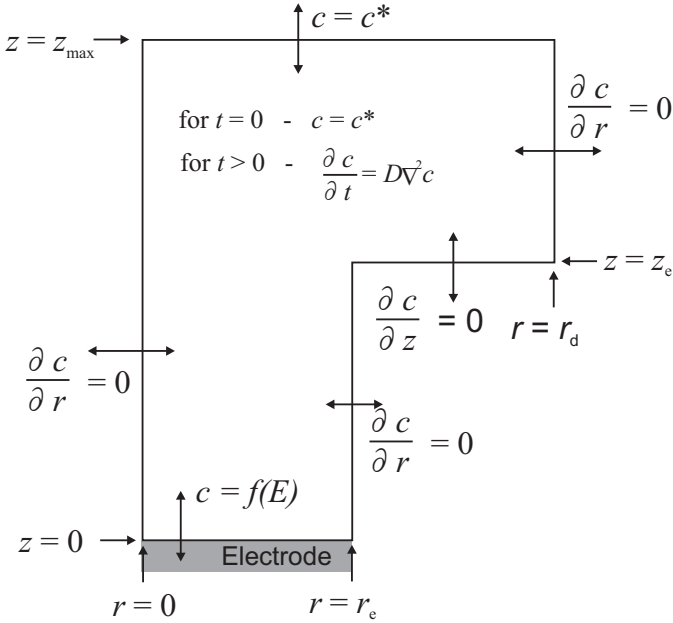 c = c*
z = z_max
∂c/∂r = 0
for t = 0 - c = c*
for t > 0 - ∂c/∂t = D∇²c
z = z_e
∂c/∂z = 0
r = r_d
∂c/∂r = 0
∂c/∂r = 0
c = f(E)
z = 0
Electrode
r = 0
r = r_e